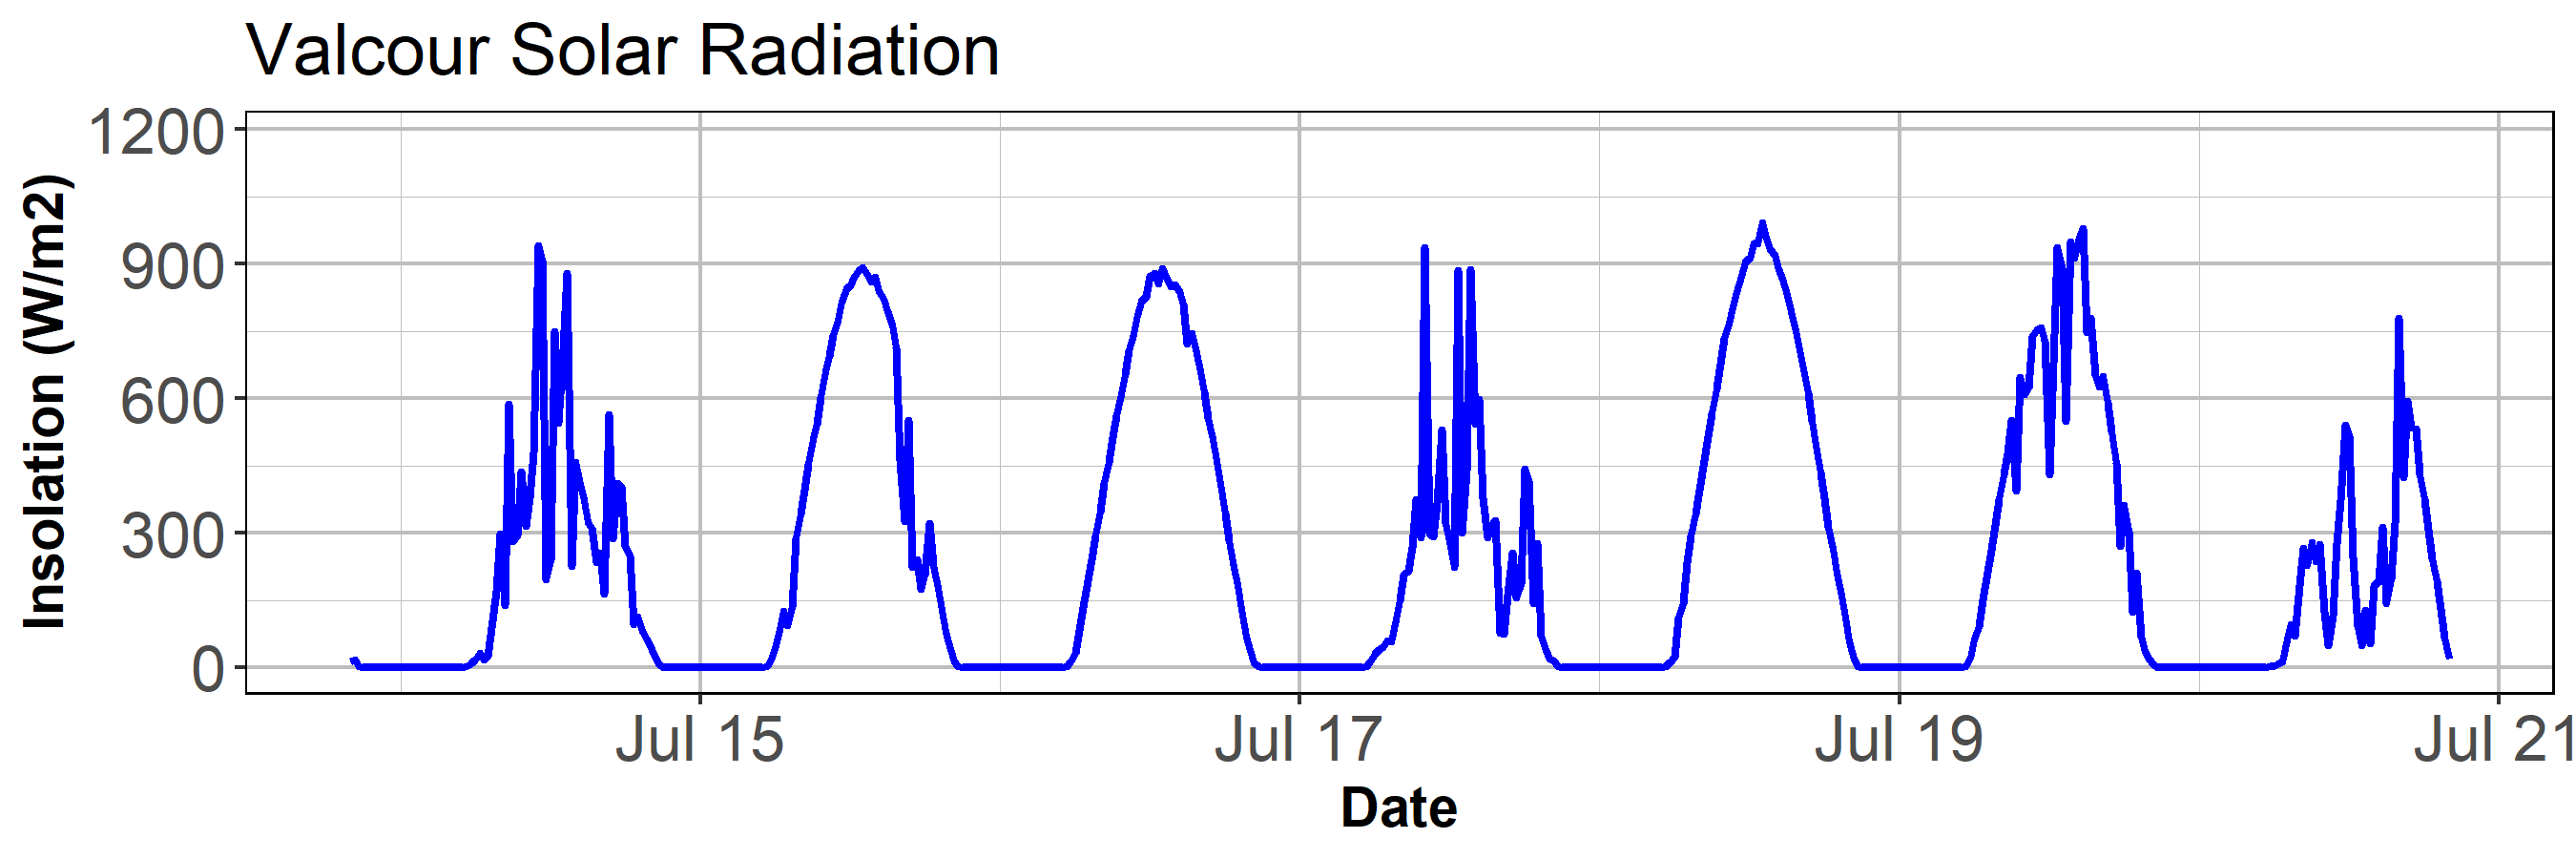 Valcour Solar Radiation
1200
900
600
300
0
Insolation (W/m2)
Jul 15
Jul 17
Jul 19
Jul 21
Date